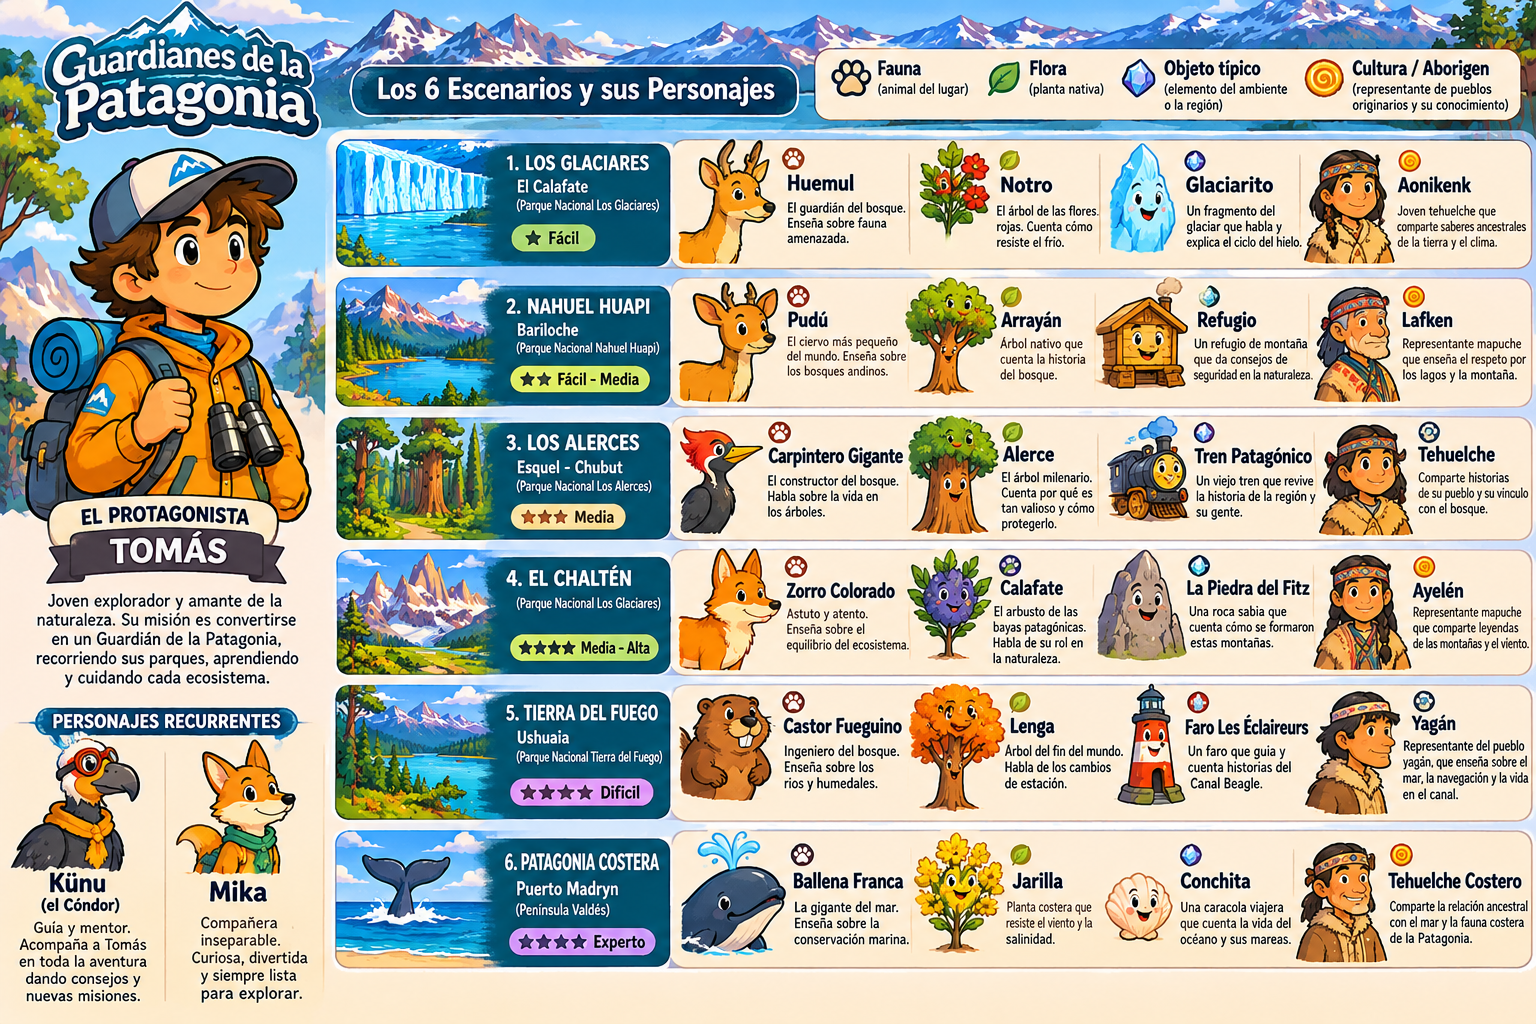 Guardianes de la
Patagonia
Los 6 Escenarios y sus Personajes
Fauna
(animal del lugar)
Flora
(planta nativa)
Objeto típico
(elemento del ambiente
o la región)
Cultura / Aborigen
(representante de pueblos
originarios y su conocimiento)
EL PROTAGONISTA
TOMÁS
Joven explorador y amante de la
naturaleza. Su misión es convertirse
en un Guardián de la Patagonia,
recorriendo sus parques, aprendiendo
y cuidando cada ecosistema.
PERSONAJES RECURRENTES
Künu
(el Cóndor)
Guía y mentor.
Acompaña a Tomás
en toda la aventura
dando consejos y
nuevas misiones.
Mika
Compañera
inseparable.
Curiosa, divertida
y siempre lista
para explorar.
1. LOS GLACIARES
El Calafate
(Parque Nacional Los Glaciares)
Fácil
Huemul
El guardián del bosque.
Enseña sobre fauna
amenazada.
Notro
El árbol de las flores.
rojas. Cuenta cómo
resiste el frío.
Glaciarito
Un fragmento del
glaciar que habla y
explica el ciclo del hielo.
Aonikenk
Joven tehuelche que
comparte saberes ancestrales
de la tierra y el clima.
2. NAHUEL HUAPI
Bariloche
(Parque Nacional Nahuel Huapi)
Fácil - Media
Pudú
El ciervo más pequeño
del mundo. Enseña sobre
los bosques andinos.
Arrayán
Árbol nativo que
cuenta la historia
del bosque.
Refugio
Un refugio de montaña
que da consejos de
seguridad en la naturaleza.
Lafken
Representante mapuche
que enseña el respeto por
los lagos y la montaña.
3. LOS ALERCES
Esquel - Chubut
(Parque Nacional Los Alerces)
Media
Carpintero Gigante
El constructor del bosque.
Habla sobre la vida en
los árboles.
Alerce
El árbol milenario.
Cuenta por qué es
tan valioso y cómo
protegerlo.
Tren Patagónico
Un viejo tren que revive
la historia de la región y
su gente.
Tehuelche
Comparte historias
de su pueblo y su vinculo
con el bosque.
4. EL CHALTÉN
(Parque Nacional Los Glaciares)
Media - Alta
Zorro Colorado
Astuto y atento.
Enseña sobre el
equilibrio del ecosistema.
Calafate
El arbusto de las
bayas patagónicas.
Habla de su rol en
la naturaleza.
La Piedra del Fitz
Una roca sabia que
cuenta cómo se formaron
estas montañas.
Ayelén
Representante mapuche
que comparte leyendas
de las montañas y el viento.
5. TIERRA DEL FUEGO
Ushuaia
(Parque Nacional Tierra del Fuego)
Dificil
Castor Fueguino
Ingeniero del bosque.
Enseña sobre los
rios y humedales.
Lenga
Árbol del fin del mundo.
Habla de los cambios
de estación.
Faro Les Éclaireurs
Un faro que guia y
cuenta historias del
Canal Beagle.
Yagán
Representante del pueblo
yagán, que enseña sobre el
mar, la navegación y la vida
en el canal.
6. PATAGONIA COSTERA
Puerto Madryn
(Península Valdés)
Experto
Ballena Franca
La gigante del mar.
Enseña sobre la
conservación marina.
Jarilla
Planta costera que
resiste el viento y la
salinidad.
Conchita
Una caracola viajera
que cuenta la vida del
océano y sus mareas.
Tehuelche Costero
Comparte la relación ancestral
con el mar y la fauna costera
de la Patagonia.